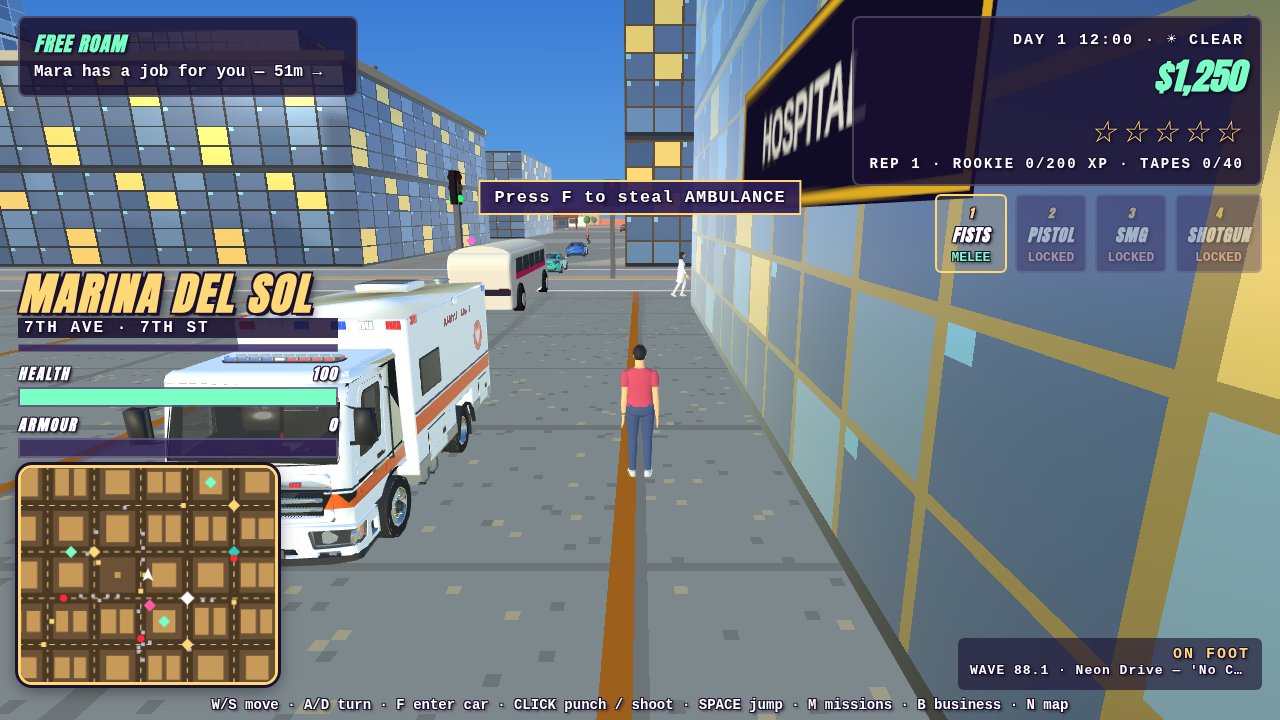 FREE ROAM
Mara has a job for you — 51m →
DAY 1 12:00 · ☀ CLEAR
$1,250
☆ ☆ ☆ ☆ ☆
REP 1 · ROOKIE 0/200 XP · TAPES 0/40
HOSPITAL
Press F to steal AMBULANCE
1
FISTS
MELEE
2
PISTOL
LOCKED
3
SMG
LOCKED
4
SHOTGUN
LOCKED
MARINA DEL SOL
7TH AVE · 7TH ST
HEALTH 100
ARMOUR 0
ON FOOT
WAVE 88.1 · Neon Drive — 'No C…
W/S move · A/D turn · F enter car · CLICK punch / shoot · SPACE jump · M missions · B business · N map